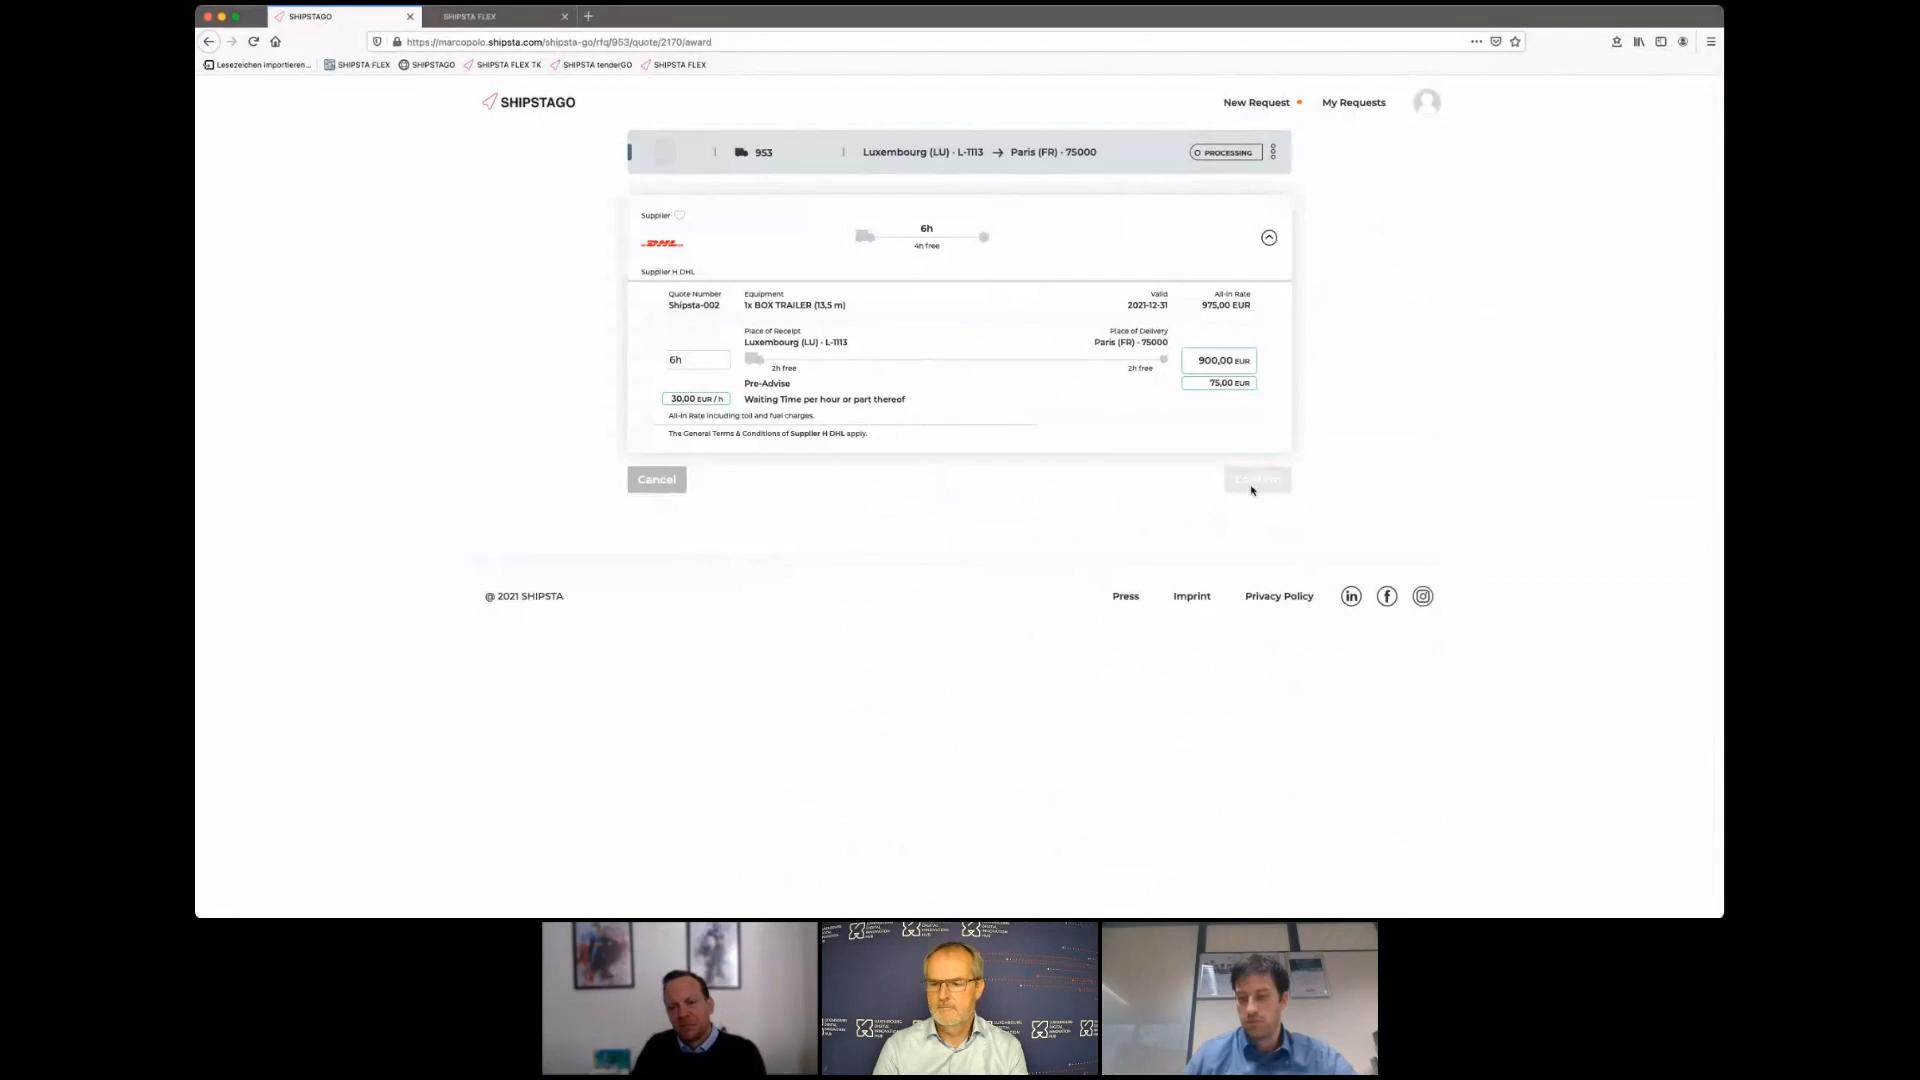 SHIPSTAGO
SHIPSTA FLEX
https://marcopolo.shipsta.com/shipsta-go/rfq/953/quote/2170/award
Lesezeichen importieren...
SHIPSTA FLEX
SHIPSTAGO
SHIPSTA FLEX TK
SHIPSTA tenderGO
SHIPSTA FLEX
SHIPSTAGO
New Request
My Requests
953
Luxembourg (LU) · L-1113 → Paris (FR) · 75000
PROCESSING
Supplier
DHL
6h
4h free
Supplier H DHL
Quote Number
Equipment
Valid
All-in Rate
Shipsta-002
1x BOX TRAILER (13,5 m)
2021-12-31
975,00 EUR
Place of Receipt
Place of Delivery
Luxembourg (LU) · L-1113
Paris (FR) · 75000
6h
900,00 EUR
2h free
2h free
Pre-Advise
75,00 EUR
30,00 EUR / h
Waiting Time per hour or part thereof
All-In Rate including toll and fuel charges.
The General Terms & Conditions of Supplier H DHL apply.
Cancel
@ 2021 SHIPSTA
Press
Imprint
Privacy Policy
LUXEMBOURG
DIGITAL
INNOVATION
HUB